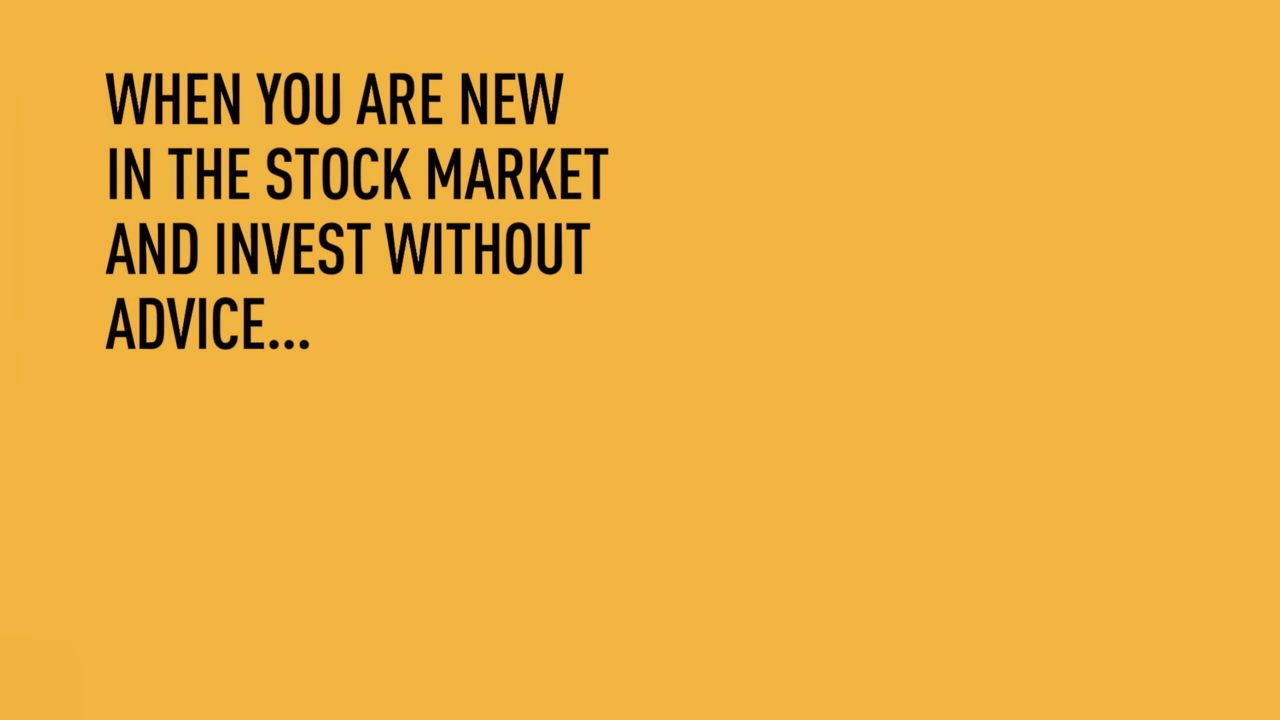 WHEN YOU ARE NEW
IN THE STOCK MARKET
AND INVEST WITHOUT
ADVICE...